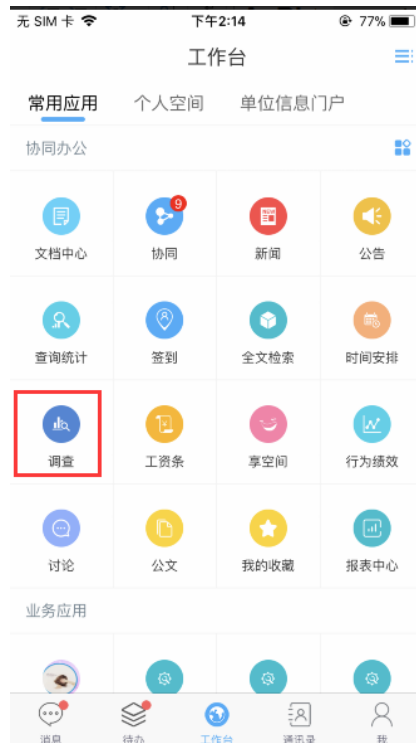 无 SIM 卡 下午2:14 77%
工作台
常用应用 个人空间 单位信息门户
协同办公
9
文档中心 协同 新闻 公告
查询统计 签到 全文检索 时间安排
调查 工资条 享空间 行为绩效
讨论 公文 我的收藏 报表中心
业务应用
消息 待办 工作台 通讯录 我